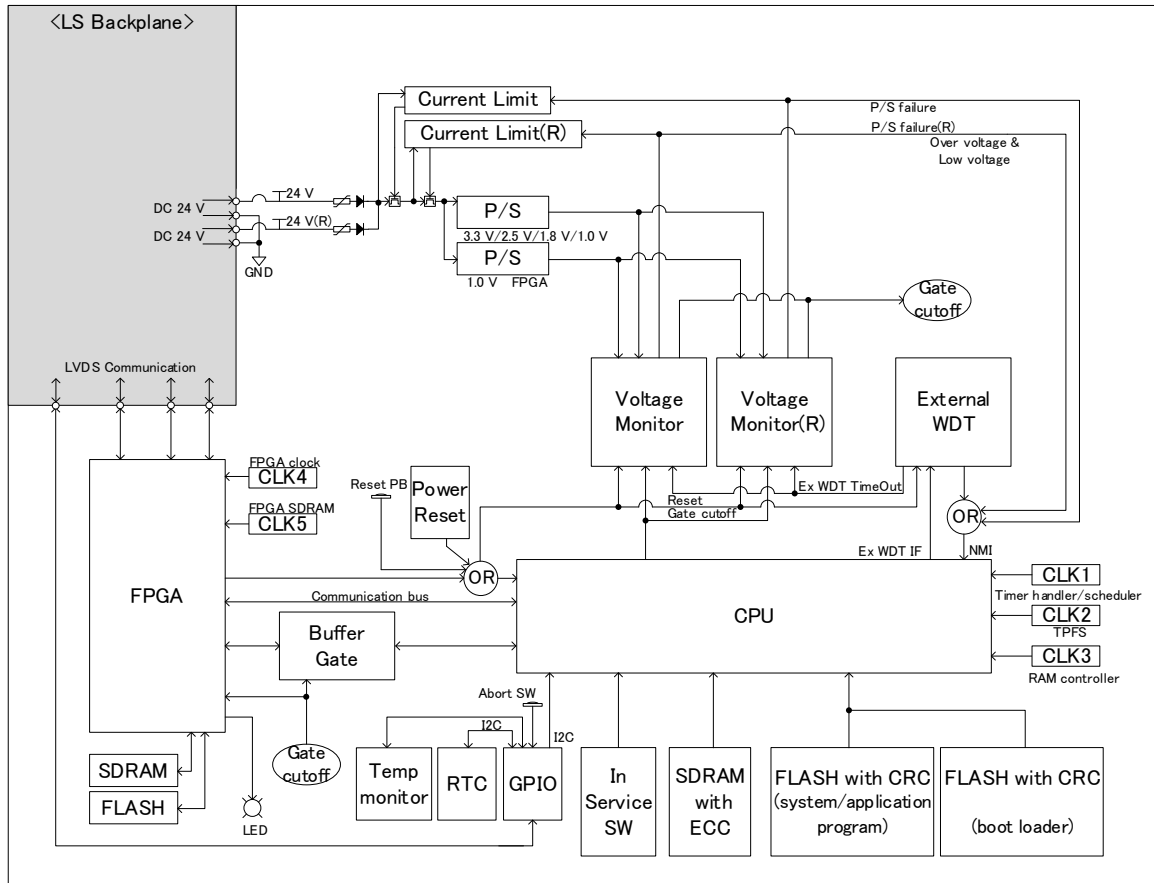 <LS Backplane>
Current Limit
P/S failure
Current Limit(R)
P/S failure(R)
Over voltage &
Low voltage
24 V
DC 24 V
P/S
24 V(R)
3.3 V/2.5 V/1.8 V/1.0 V
DC 24 V
P/S
GND
1.0 V FPGA
Gate
cutoff
LVDS Communication
Voltage
Monitor
Voltage
Monitor(R)
External
WDT
FPGA clock
CLK4
Reset PB
Power
Reset
Ex WDT TimeOut
Reset
Gate cutoff
FPGA SDRAM
CLK5
OR
Ex WDT IF
NMI
OR
FPGA
Communication bus
CPU
CLK1
Timer handler/scheduler
CLK2
TPFS
CLK3
RAM controller
Buffer
Gate
Abort SW
I2C
I2C
Gate
cutoff
SDRAM
FLASH
LED
Temp
monitor
RTC
GPIO
In
Service
SW
SDRAM
with
ECC
FLASH with CRC
(system/application
program)
FLASH with CRC
(boot loader)